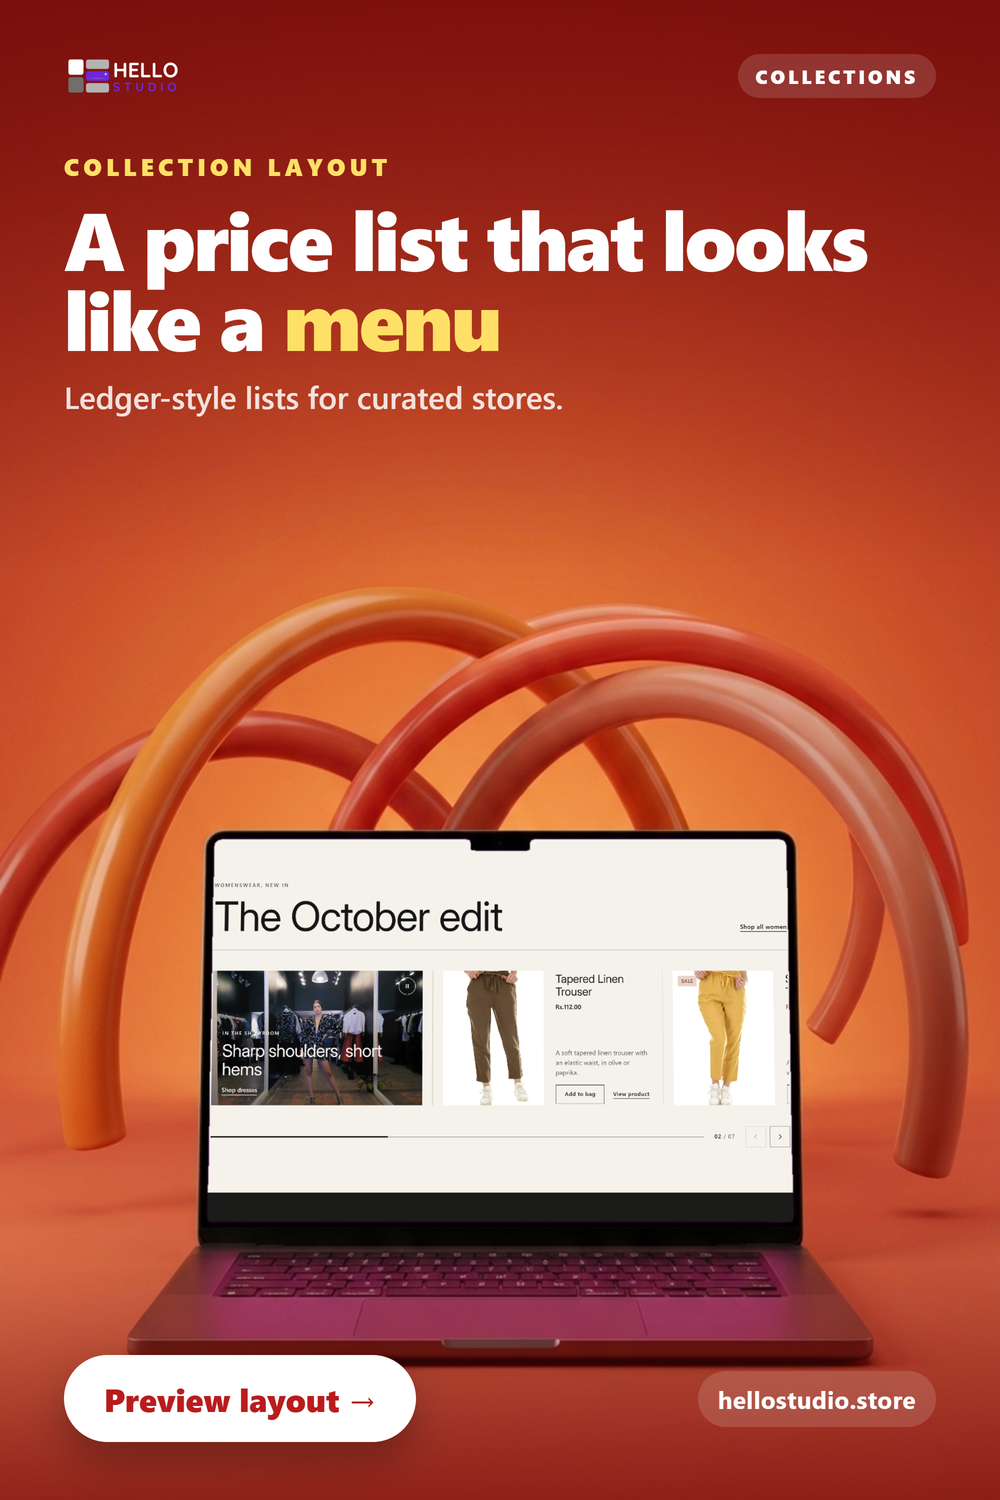 HELLO
STUDIO
COLLECTIONS
COLLECTION LAYOUT
A price list that looks
like a menu
Ledger-style lists for curated stores.
WOMENSWEAR, NEW IN
The October edit
Shop all women
IN THE SHOWROOM
Sharp shoulders, short
hems
Shop dresses
Tapered Linen
Trouser
Rs.112.00
A soft tapered linen trouser with
an elastic waist, in olive or
paprika.
Add to bag
View product
SALE
02 / 07
Preview layout →
hellostudio.store